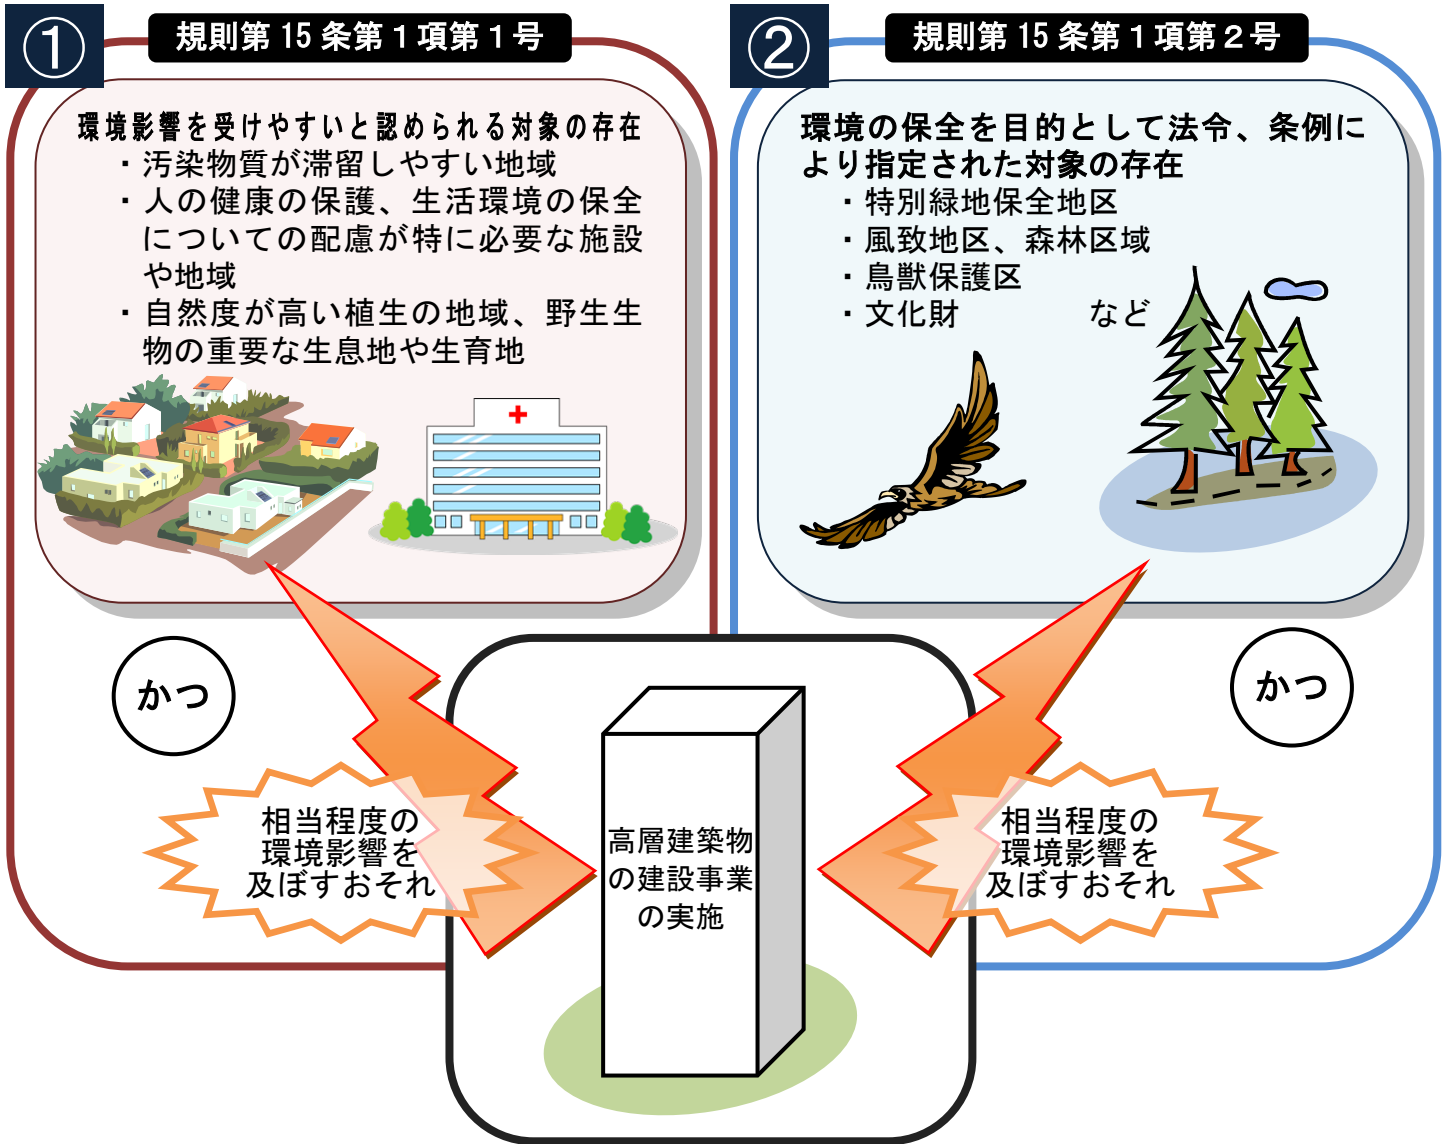 ①
規則第 15 条第１項第１号
環境影響を受けやすいと認められる対象の存在
・汚染物質が滞留しやすい地域
・人の健康の保護、生活環境の保全
についての配慮が特に必要な施設
や地域
・自然度が高い植生の地域、野生生
物の重要な生息地や生育地
かつ
相当程度の
環境影響を
及ぼすおそれ
②
規則第 15 条第１項第２号
環境の保全を目的として法令、条例に
より指定された対象の存在
・特別緑地保全地区
・風致地区、森林区域
・鳥獣保護区
・文化財　　　　など
かつ
相当程度の
環境影響を
及ぼすおそれ
高層建築物
の建設事業
の実施